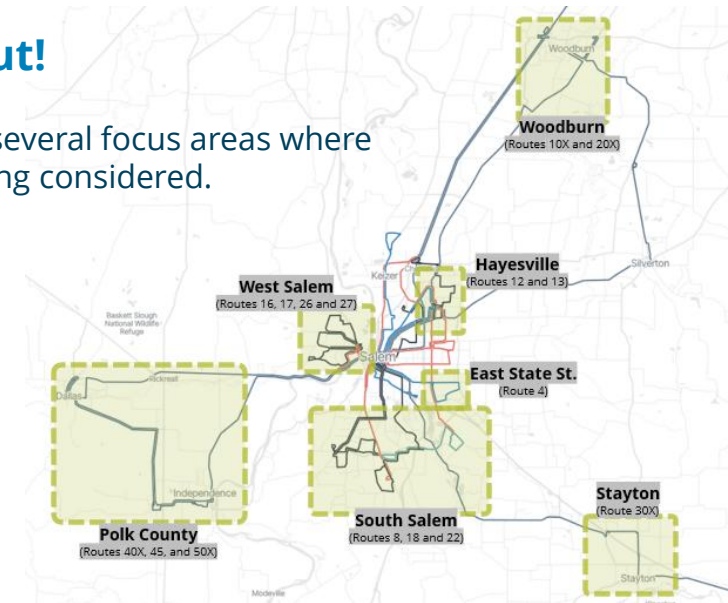 ut!
several focus areas where
ng considered.
Woodburn
Woodburn
(Routes 10X and 20X)
Hayesville
(Routes 12 and 13)
Keizer
Silverton
West Salem
(Routes 16, 17, 26 and 27)
Baskett Slough
National Wildlife
Refuge
Salem
East State St.
(Route 4)
Rickreall
Dallas
Independence
Polk County
(Routes 40X, 45, and 50X)
South Salem
(Routes 8, 18 and 22)
Stayton
(Route 30X)
Stayton
Modeville